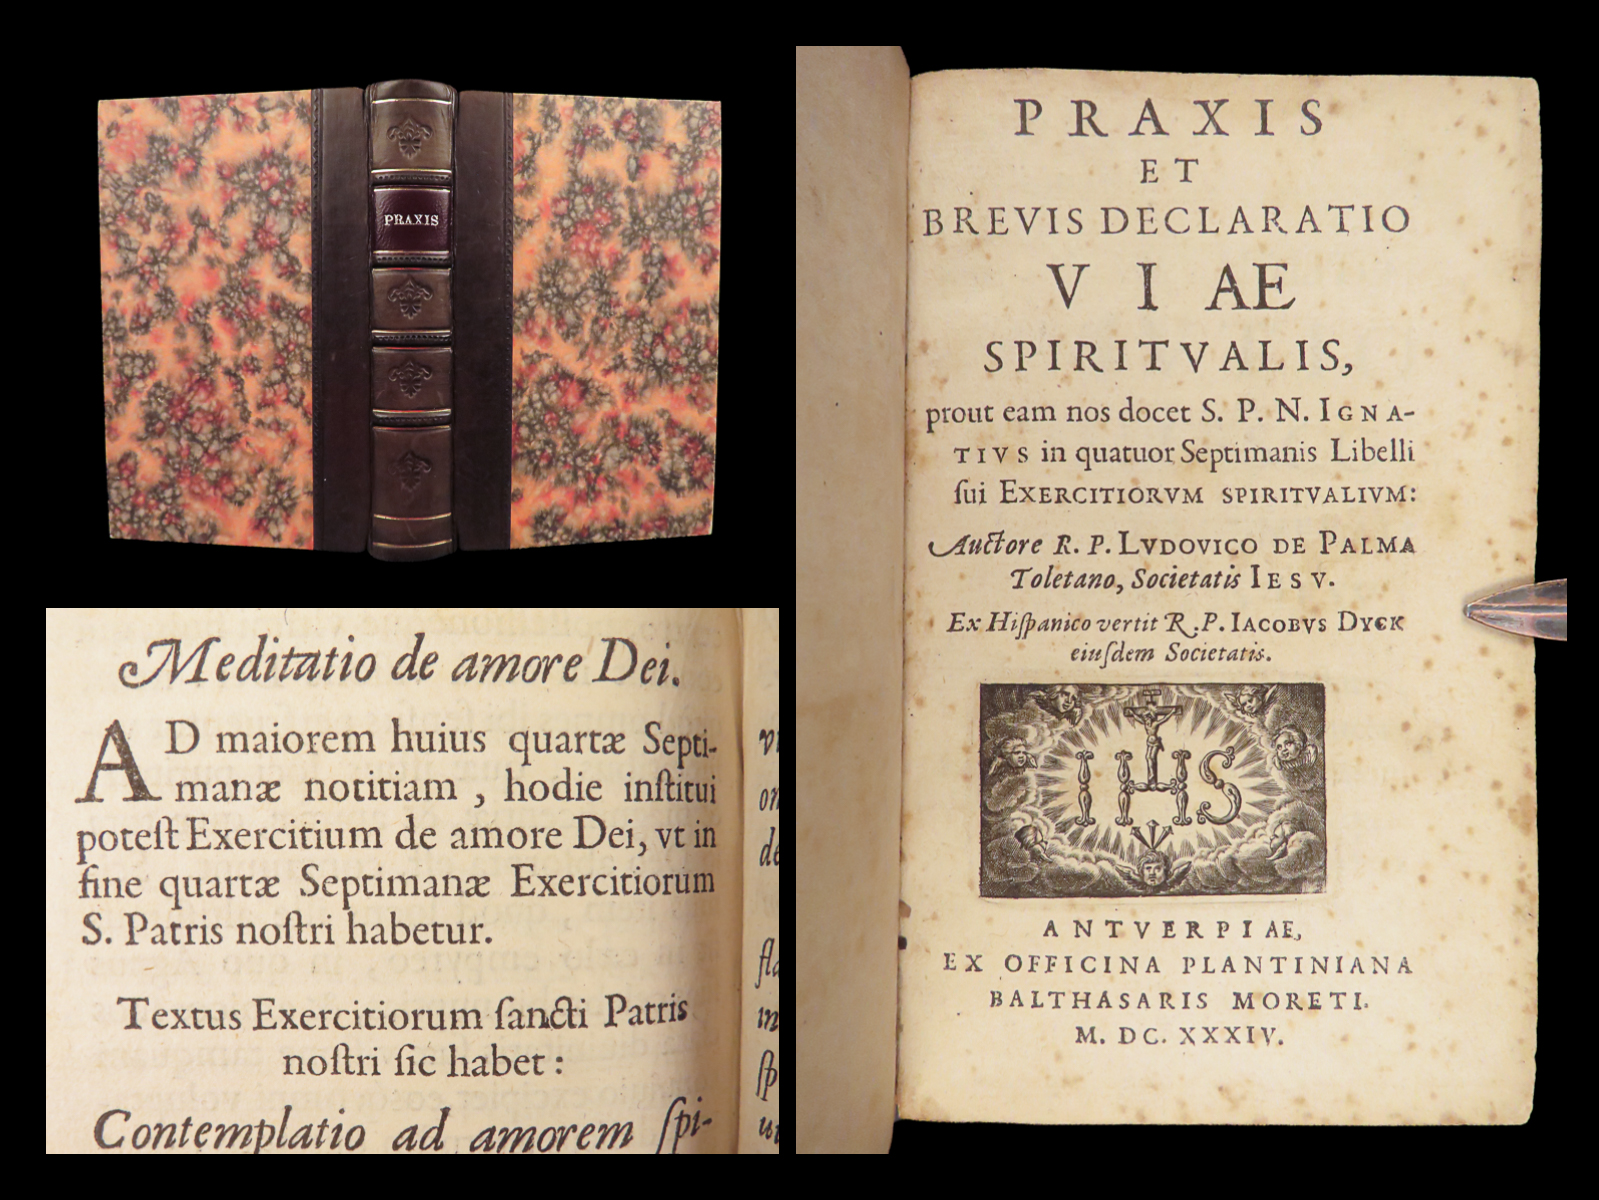 PRAXIS
Meditatio de amore Dei.
AD maiorem huius quartæ Septi-
manæ notitiam, hodie inſtitui
poteſt Exercitium de amore Dei, vt in
fine quartæ Septimanæ Exercitiorum
S. Patris noſtri habetur.
Textus Exercitiorum ſancti Patris
noſtri ſic habet:
Contemplatio ad amorem ſpi-
PRAXIS
ET
BREVIS DECLARATIO
VIAE
SPIRITVALIS,
prout eam nos docet S. P. N. IGNA-
TIVS in quatuor Septimanis Libelli
ſui EXERCITIORVM SPIRITVALIVM:
Auctore R. P. LVDOVICO DE PALMA
Toletano, Societatis IESV.
Ex Hiſpanico vertit R. P. IACOBVS DYCK
eiuſdem Societatis.
IHS
ANTVERPIAE,
EX OFFICINA PLANTINIANA
BALTHASARIS MORETI.
M. DC. XXXIV.